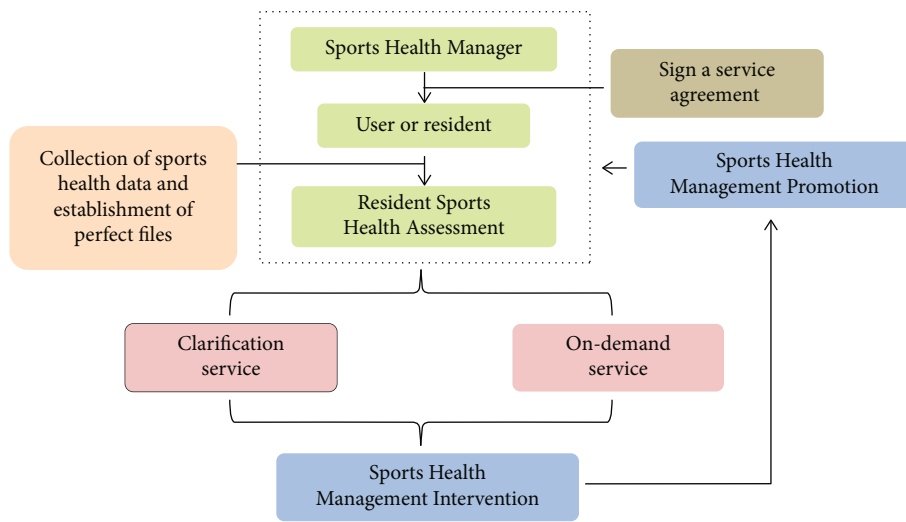 Sports Health Manager
Sign a service
agreement
User or resident
Collection of sports
health data and
establishment of
perfect files
Sports Health
Management Promotion
Resident Sports
Health Assessment
Clarification
service
On-demand
service
Sports Health
Management Intervention